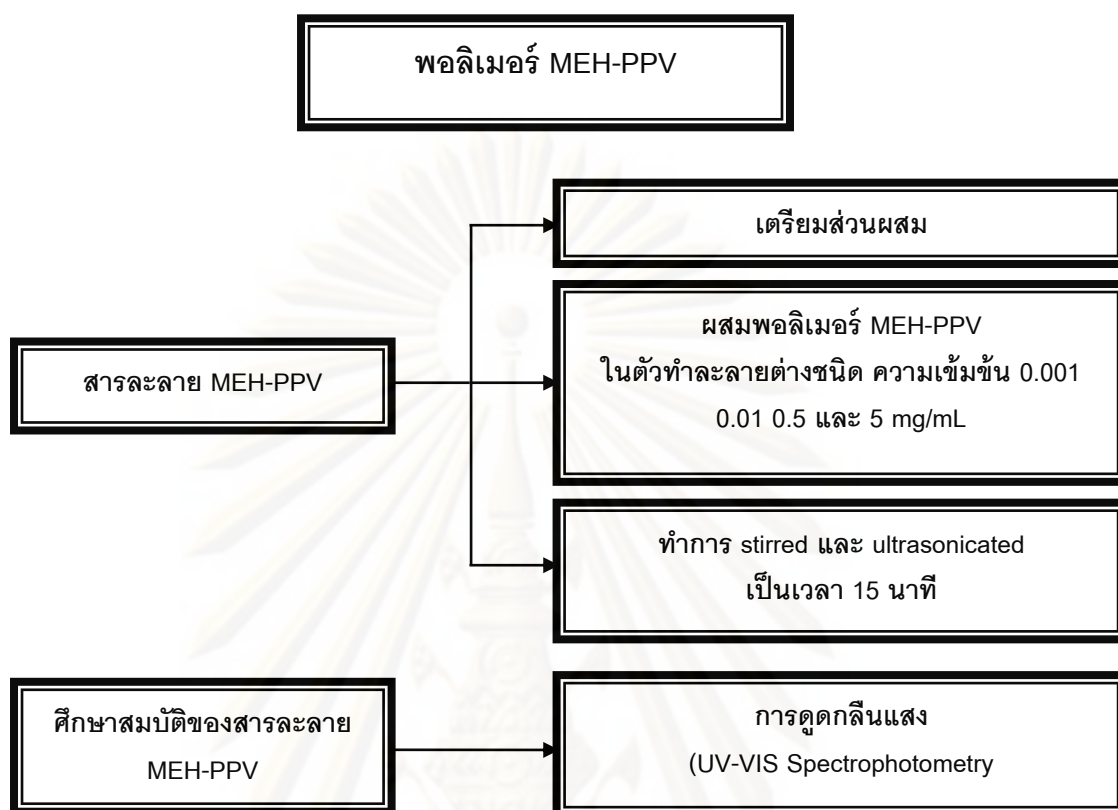 พอลิเมอร์ MEH-PPV
สารละลาย MEH-PPV
เตรียมส่วนผสม
ผสมพอลิเมอร์ MEH-PPV
ในตัวทำละลายต่างชนิด ความเข้มข้น 0.001
0.01 0.5 และ 5 mg/mL
ทำการ stirred และ ultrasonicated
เป็นเวลา 15 นาที
ศึกษาสมบัติของสารละลาย
MEH-PPV
การดูดกลืนแสง
(UV-VIS Spectrophotometry